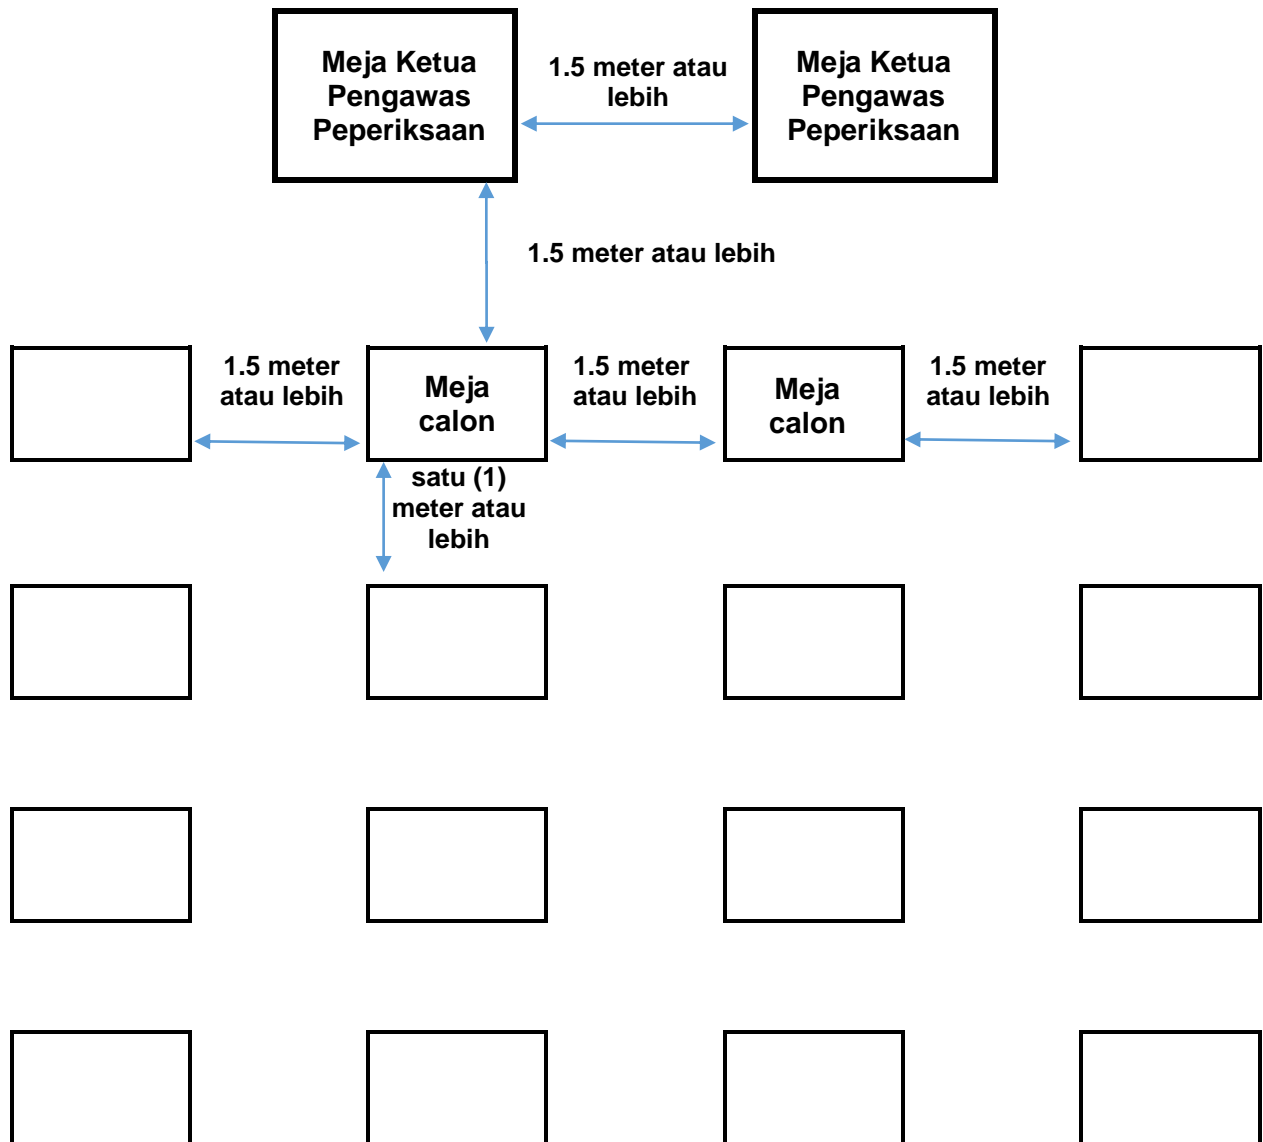 Meja Ketua
Pengawas
Peperiksaan
1.5 meter atau
lebih
Meja Ketua
Pengawas
Peperiksaan
1.5 meter atau lebih
1.5 meter
atau lebih
Meja
calon
1.5 meter
atau lebih
Meja
calon
1.5 meter
atau lebih
satu (1)
meter atau
lebih